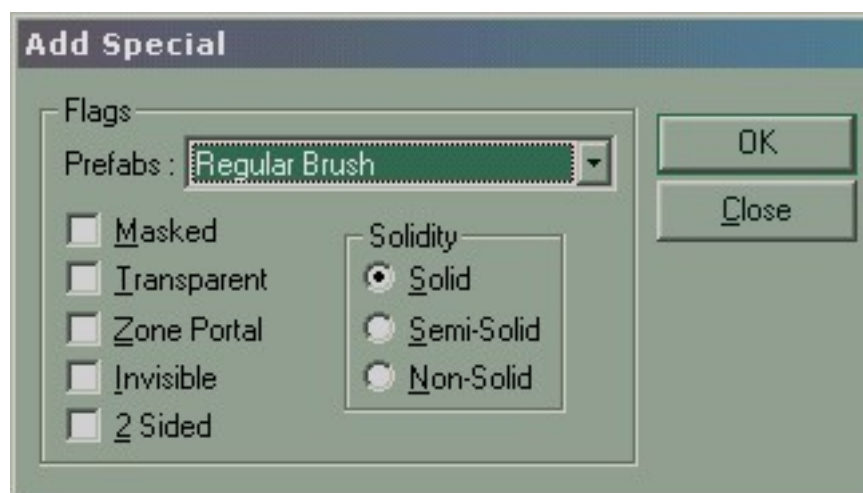 Add Special
Flags
Prefabs : Regular Brush
OK
Close
Masked
Transparent
Zone Portal
Invisible
2 Sided
Solidity
Solid
Semi-Solid
Non-Solid